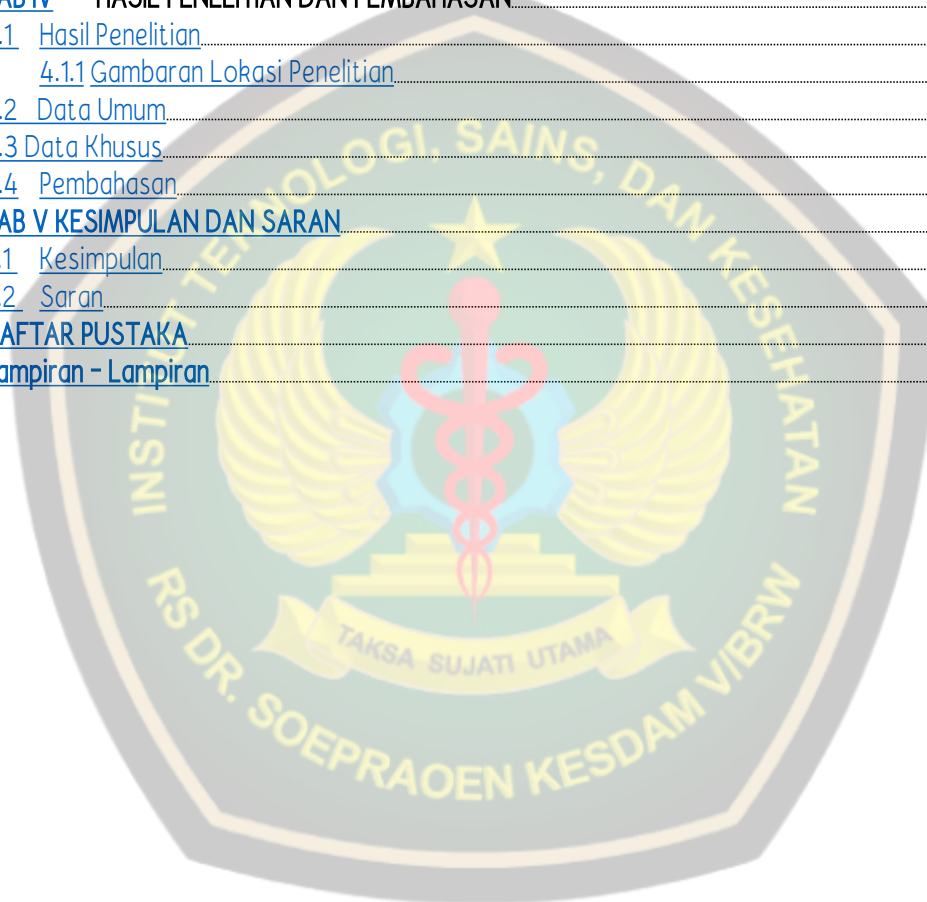 AB IV HASIL PENELITIAN DAN PEMBAHASAN
.1 Hasil Penelitian
4.1.1 Gambaran Lokasi Penelitian
.2 Data Umum
.3 Data Khusus
.4 Pembahasan
AB V KESIMPULAN DAN SARAN
.1 Kesimpulan
.2 Saran
AFTAR PUSTAKA
ampiran - Lampiran
INSTITUT TEKNOLOGI, SAINS, DAN KESEHATAN
TAKSA SUJATI UTAMA
RS DR. SOEPRAOEN KESDAM V/BRW